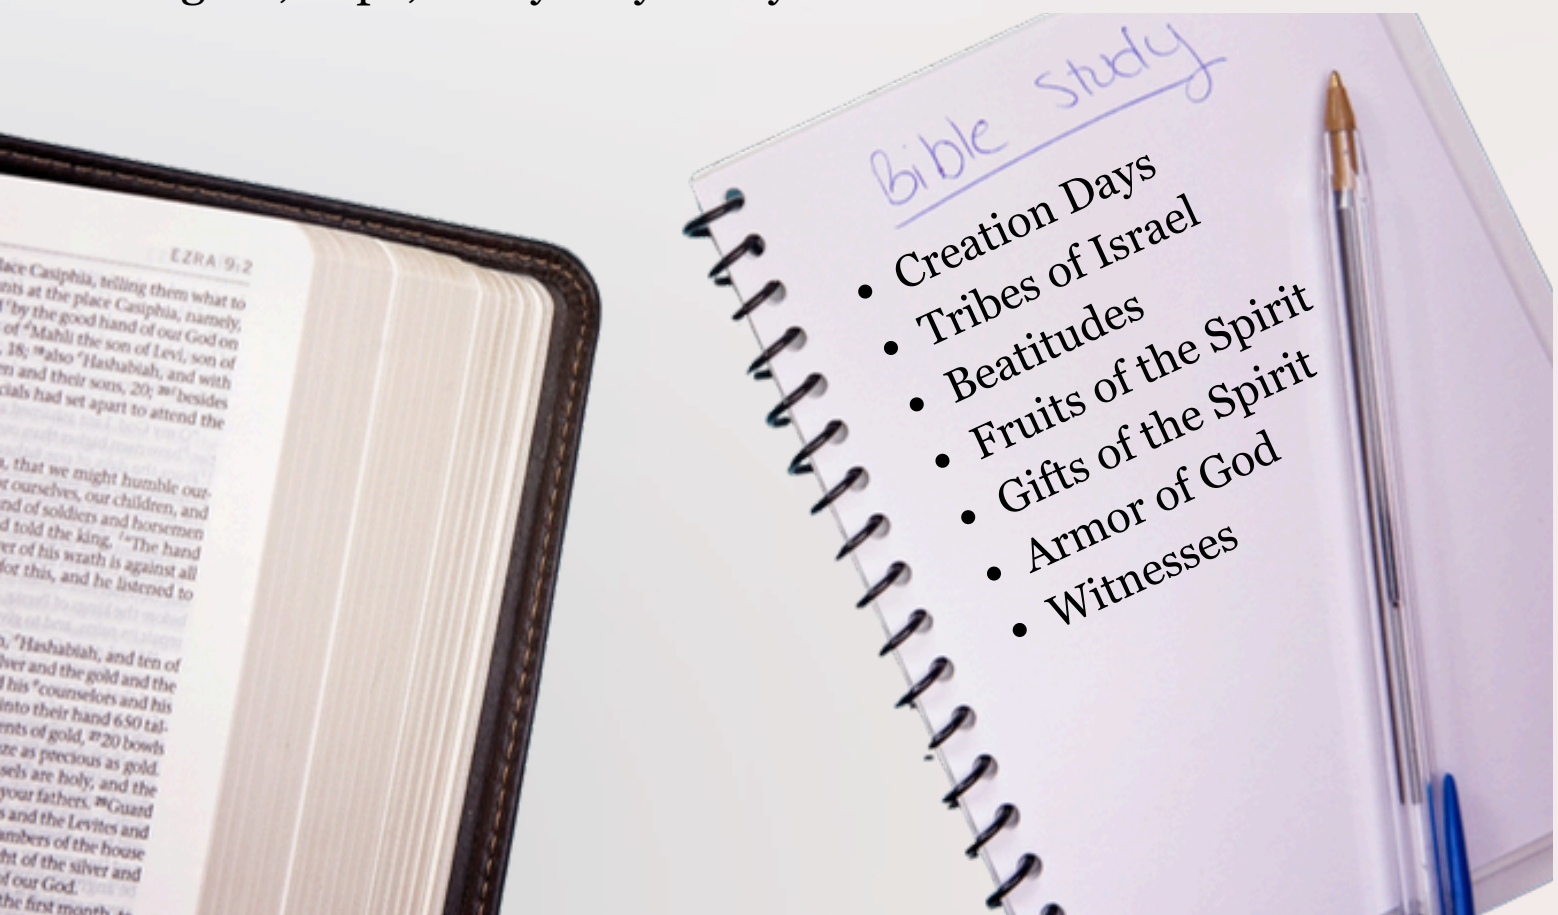 EZRA 9:2
lace Casiphia, telling them what to
nts at the place Casiphia, namely,
by the good hand of our God on
of Mahli the son of Levi, son of
18; also Hashabiah, and with
en and their sons, 20; besides
cials had set apart to attend the
that we might humble our-
ourselves, our children, and
nd of soldiers and horsemen
d told the king, "The hand
er of his wrath is against all
for this, and he listened to
Hashabiah, and ten of
lver and the gold and the
his counselors and his
into their hand 650 tal-
ents of gold, 20 bowls
ze as precious as gold.
sels are holy, and the
your fathers. Guard
s and the Levites and
ambers of the house
ht of the silver and
of our God.
the first month,
Bible Study
• Creation Days
• Tribes of Israel
• Beatitudes
• Fruits of the Spirit
• Gifts of the Spirit
• Armor of God
• Witnesses